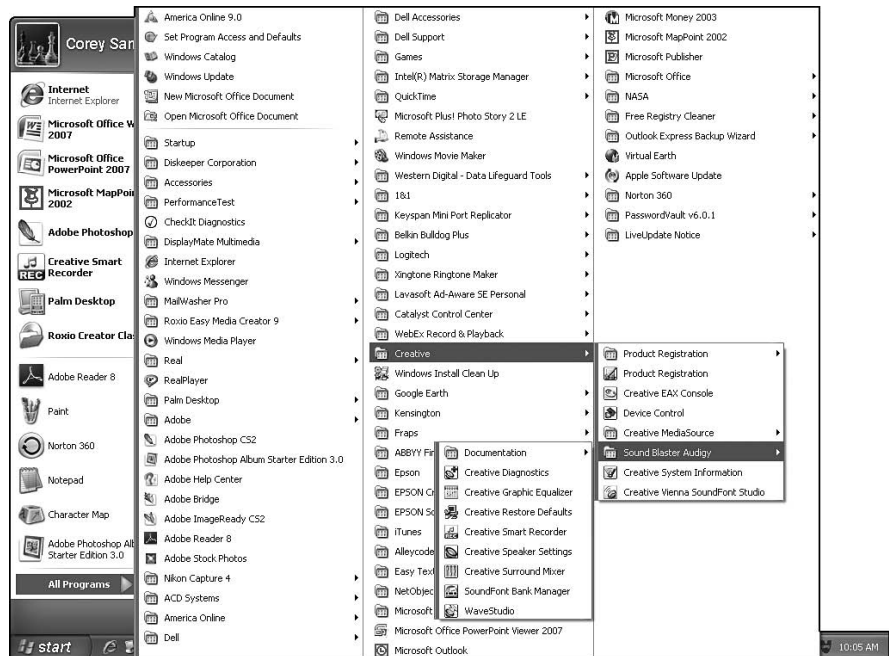 Corey San
Internet
Internet Explorer
Microsoft Office W
2007
Microsoft Office
PowerPoint 2007
Microsoft MapPoi
2002
Adobe Photoshop
Creative Smart
Recorder
Palm Desktop
Roxio Creator Cla
Adobe Reader 8
Paint
Norton 360
Notepad
Character Map
Adobe Photoshop Alb
Starter Edition 3.0
All Programs
start
America Online 9.0
Set Program Access and Defaults
Windows Catalog
Windows Update
New Microsoft Office Document
Open Microsoft Office Document
Startup
Diskeeper Corporation
Accessories
PerformanceTest
CheckIt Diagnostics
DisplayMate Multimedia
Internet Explorer
Windows Messenger
MailWasher Pro
Roxio Easy Media Creator 9
Windows Media Player
Real
RealPlayer
Palm Desktop
Adobe
Adobe Photoshop CS2
Adobe Photoshop Album Starter Edition 3.0
Adobe Help Center
Adobe Bridge
Adobe ImageReady CS2
Adobe Reader 8
Adobe Stock Photos
Nikon Capture 4
ACD Systems
America Online
Dell
Dell Accessories
Dell Support
Games
Intel(R) Matrix Storage Manager
QuickTime
Microsoft Plus! Photo Story 2 LE
Remote Assistance
Windows Movie Maker
Western Digital - Data Lifeguard Tools
1&1
Keyspan Mini Port Replicator
Belkin Bulldog Plus
Logitech
Xingtone Ringtone Maker
Lavasoft Ad-Aware SE Personal
Catalyst Control Center
WebEx Record & Playback
Creative
Windows Install Clean Up
Google Earth
Kensington
Fraps
ABBYY Fin
Epson
EPSON Cr
EPSON Sc
iTunes
Alleycode
Easy Tex
NetObjec
Microsoft
Microsoft Office PowerPoint Viewer 2007
Microsoft Outlook
Documentation
Creative Diagnostics
Creative Graphic Equalizer
Creative Restore Defaults
Creative Smart Recorder
Creative Speaker Settings
Creative Surround Mixer
SoundFont Bank Manager
WaveStudio
Microsoft Money 2003
Microsoft MapPoint 2002
Microsoft Publisher
Microsoft Office
NASA
Free Registry Cleaner
Outlook Express Backup Wizard
Virtual Earth
Apple Software Update
Norton 360
PasswordVault v6.0.1
LiveUpdate Notice
Product Registration
Product Registration
Creative EAX Console
Device Control
Creative MediaSource
Sound Blaster Audigy
Creative System Information
Creative Vienna SoundFont Studio
10:05 AM